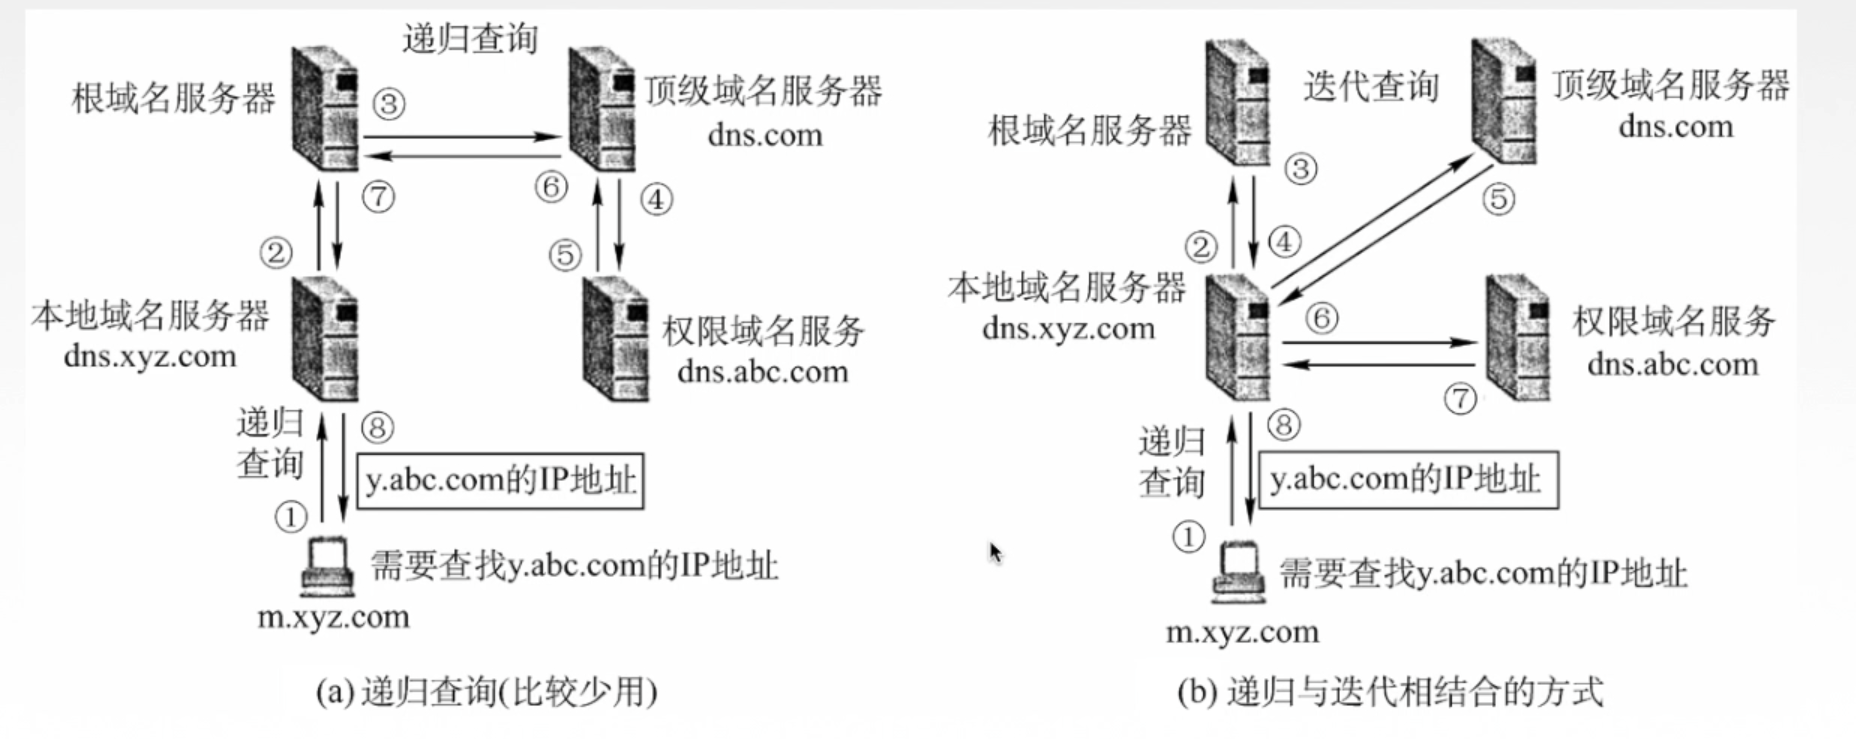 递归查询
根域名服务器
③
顶级域名服务器
dns.com
⑦
⑥
④
②
⑤
本地域名服务器
dns.xyz.com
权限域名服务
dns.abc.com
递归
查询
⑧
y.abc.com的IP地址
①
需要查找y.abc.com的IP地址
m.xyz.com
(a) 递归查询(比较少用)
迭代查询
顶级域名服务器
dns.com
根域名服务器
③
⑤
②
④
本地域名服务器
dns.xyz.com
⑥
权限域名服务
dns.abc.com
⑦
递归
查询
⑧
y.abc.com的IP地址
①
需要查找y.abc.com的IP地址
m.xyz.com
(b) 递归与迭代相结合的方式